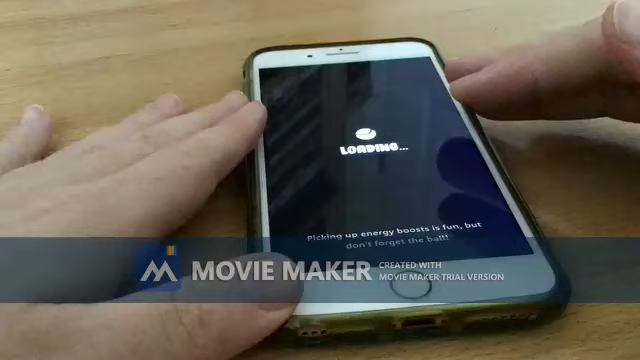 LOADING...
Picking up energy boosts is fun, but
don't forget the ball!
MOVIE MAKER
CREATED WITH
MOVIE MAKER TRIAL VERSION